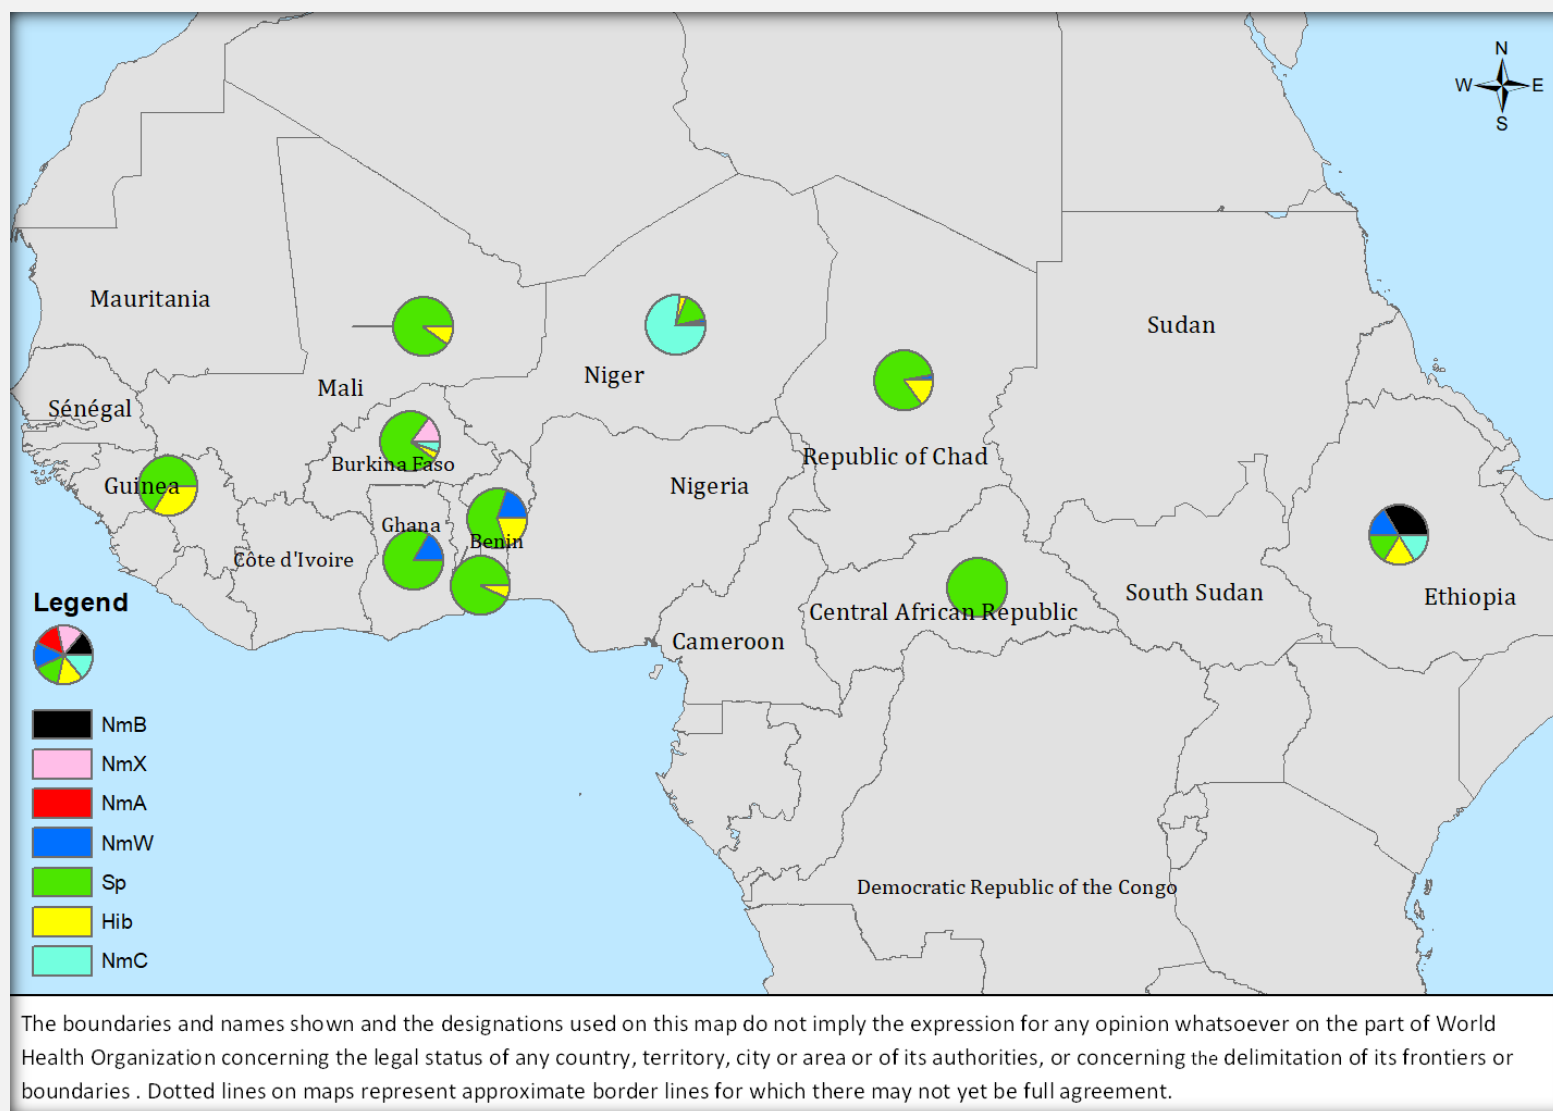 N
W E
S
Mauritania
Sudan
Mali
Niger
Sénégal
Burkina Faso
Republic of Chad
Guinea
Nigeria
Ghana
Benin
Côte d'Ivoire
South Sudan
Ethiopia
Central African Republic
Cameroon
Democratic Republic of the Congo
Legend
NmB
NmX
NmA
NmW
Sp
Hib
NmC
The boundaries and names shown and the designations used on this map do not imply the expression for any opinion whatsoever on the part of World
Health Organization concerning the legal status of any country, territory, city or area or of its authorities, or concerning the delimitation of its frontiers or
boundaries . Dotted lines on maps represent approximate border lines for which there may not yet be full agreement.